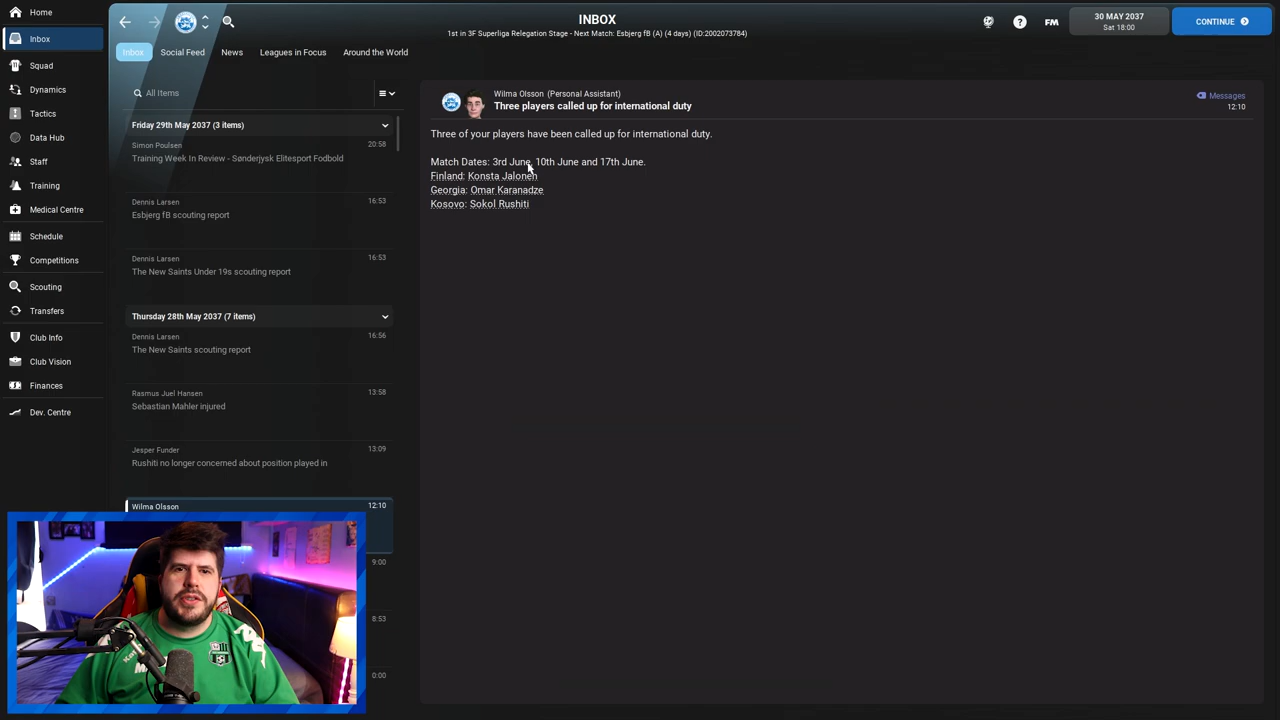 Home
Inbox
Squad
Dynamics
Training
Tactics
Data Hub
Staff
Team Report
Medical Centre
Schedule
Competitions
Scouting
Transfers
Club Info
Club Vision
Finances
Dev. Centre
INBOX
1st in 3F Superliga Relegation Stage - Next Match: Esbjerg fB (A) (4 days) (ID:2002073784)
FM
30 MAY 2037
Sat 18:00
CONTINUE
Inbox
Social Feed
News
Leagues in Focus
Around the World
All Items
Friday 29th May 2037 (3 items)
Simon Poulsen
20:58
Training Week In Review - Sønderjysk Elitesport Fodbold
Dennis Larsen
16:53
Esbjerg fB scouting report
Dennis Larsen
16:53
The New Saints Under 19s scouting report
Thursday 28th May 2037 (7 items)
Dennis Larsen
16:56
The New Saints scouting report
Rasmus Juel Hansen
13:58
Sebastian Mahler injured
Jesper Funder
13:09
Rushiti no longer concerned about position played in
Wilma Olsson
12:10
9:00
8:53
0:00
Wilma Olsson (Personal Assistant)
Three players called up for international duty
Messages
12:10
Three of your players have been called up for international duty.
Match Dates: 3rd June, 10th June and 17th June.
Finland: Konsta Jalonen
Georgia: Omar Karanadze
Kosovo: Sokol Rushiti